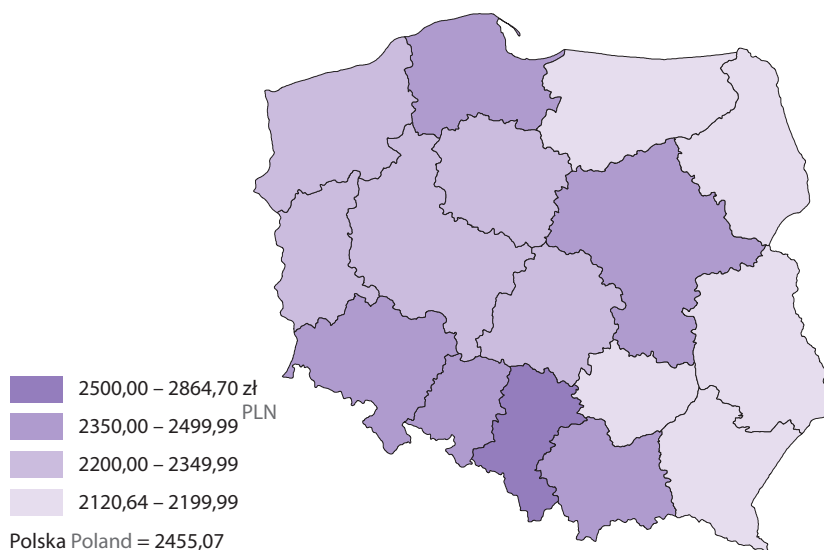 2500,00 – 2864,70 zł
PLN
2350,00 – 2499,99
2200,00 – 2349,99
2120,64 – 2199,99
Polska Poland = 2455,07